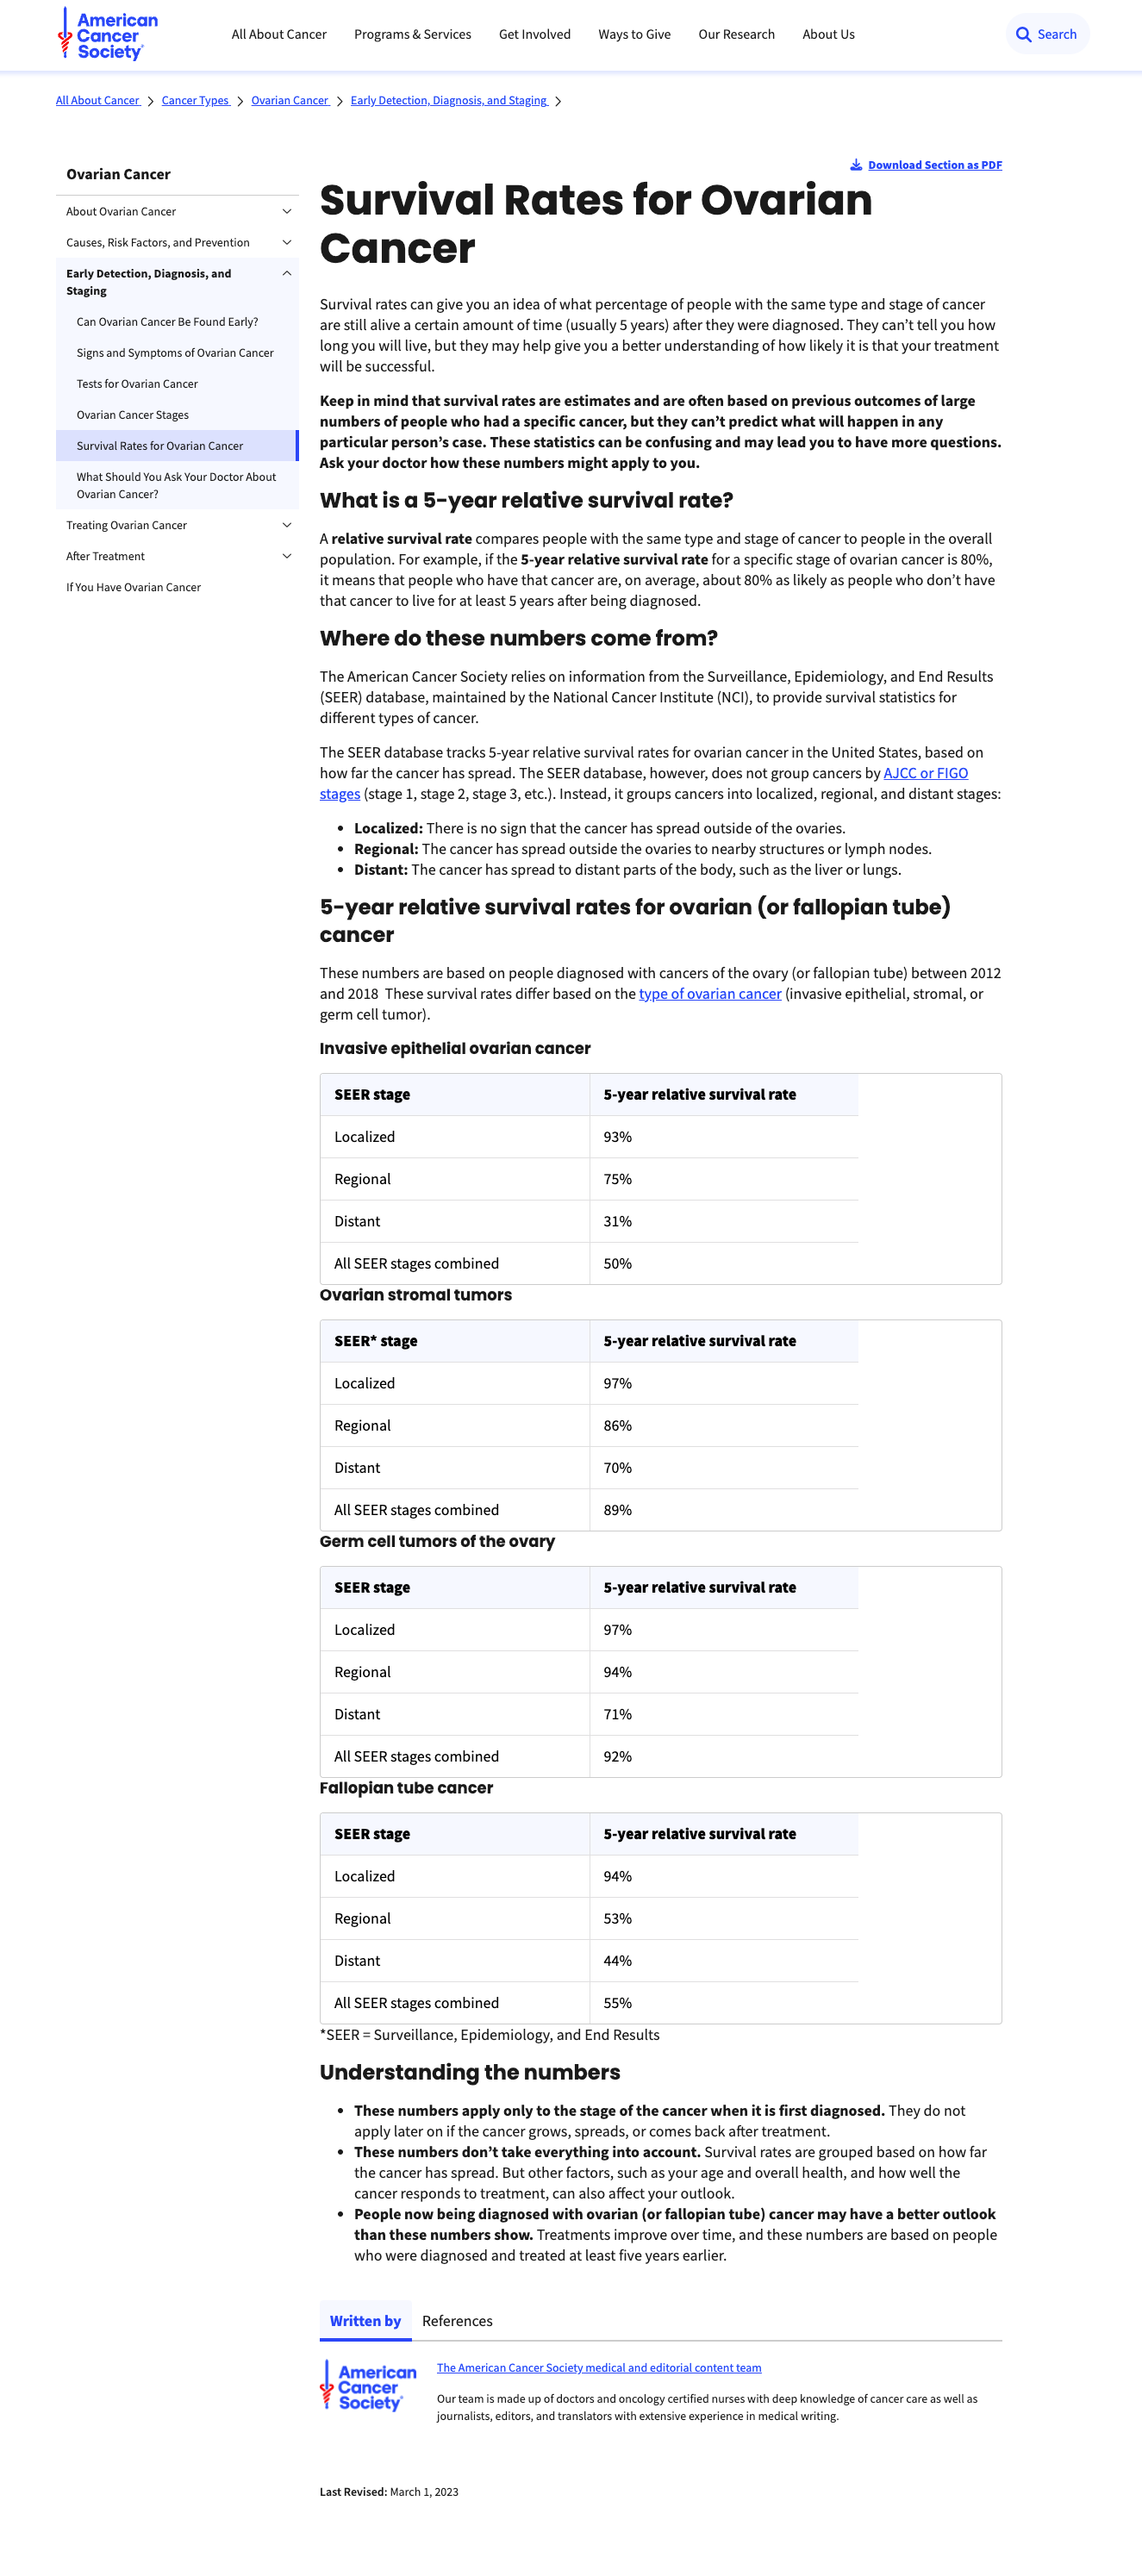 American
Cancer
Society
All About Cancer Programs & Services Get Involved Ways to Give Our Research About Us Search
All About Cancer Cancer Types Ovarian Cancer Early Detection, Diagnosis, and Staging
Ovarian Cancer
About Ovarian Cancer
Causes, Risk Factors, and Prevention
Early Detection, Diagnosis, and
Staging
Can Ovarian Cancer Be Found Early?
Signs and Symptoms of Ovarian Cancer
Tests for Ovarian Cancer
Ovarian Cancer Stages
Survival Rates for Ovarian Cancer
What Should You Ask Your Doctor About
Ovarian Cancer?
Treating Ovarian Cancer
After Treatment
If You Have Ovarian Cancer
Download Section as PDF
Survival Rates for Ovarian
Cancer
Survival rates can give you an idea of what percentage of people with the same type and stage of cancer
are still alive a certain amount of time (usually 5 years) after they were diagnosed. They can’t tell you how
long you will live, but they may help give you a better understanding of how likely it is that your treatment
will be successful.
Keep in mind that survival rates are estimates and are often based on previous outcomes of large
numbers of people who had a specific cancer, but they can’t predict what will happen in any
particular person’s case. These statistics can be confusing and may lead you to have more questions.
Ask your doctor how these numbers might apply to you.
What is a 5-year relative survival rate?
A relative survival rate compares people with the same type and stage of cancer to people in the overall
population. For example, if the 5-year relative survival rate for a specific stage of ovarian cancer is 80%,
it means that people who have that cancer are, on average, about 80% as likely as people who don’t have
that cancer to live for at least 5 years after being diagnosed.
Where do these numbers come from?
The American Cancer Society relies on information from the Surveillance, Epidemiology, and End Results
(SEER) database, maintained by the National Cancer Institute (NCI), to provide survival statistics for
different types of cancer.
The SEER database tracks 5-year relative survival rates for ovarian cancer in the United States, based on
how far the cancer has spread. The SEER database, however, does not group cancers by AJCC or FIGO
stages (stage 1, stage 2, stage 3, etc.). Instead, it groups cancers into localized, regional, and distant stages:
• Localized: There is no sign that the cancer has spread outside of the ovaries.
• Regional: The cancer has spread outside the ovaries to nearby structures or lymph nodes.
• Distant: The cancer has spread to distant parts of the body, such as the liver or lungs.
5-year relative survival rates for ovarian (or fallopian tube)
cancer
These numbers are based on people diagnosed with cancers of the ovary (or fallopian tube) between 2012
and 2018 These survival rates differ based on the type of ovarian cancer (invasive epithelial, stromal, or
germ cell tumor).
Invasive epithelial ovarian cancer
SEER stage 5-year relative survival rate
Localized 93%
Regional 75%
Distant 31%
All SEER stages combined 50%
Ovarian stromal tumors
SEER* stage 5-year relative survival rate
Localized 97%
Regional 86%
Distant 70%
All SEER stages combined 89%
Germ cell tumors of the ovary
SEER stage 5-year relative survival rate
Localized 97%
Regional 94%
Distant 71%
All SEER stages combined 92%
Fallopian tube cancer
SEER stage 5-year relative survival rate
Localized 94%
Regional 53%
Distant 44%
All SEER stages combined 55%
*SEER = Surveillance, Epidemiology, and End Results
Understanding the numbers
• These numbers apply only to the stage of the cancer when it is first diagnosed. They do not
apply later on if the cancer grows, spreads, or comes back after treatment.
• These numbers don’t take everything into account. Survival rates are grouped based on how far
the cancer has spread. But other factors, such as your age and overall health, and how well the
cancer responds to treatment, can also affect your outlook.
• People now being diagnosed with ovarian (or fallopian tube) cancer may have a better outlook
than these numbers show. Treatments improve over time, and these numbers are based on people
who were diagnosed and treated at least five years earlier.
Written by References
American
Cancer
Society
The American Cancer Society medical and editorial content team
Our team is made up of doctors and oncology certified nurses with deep knowledge of cancer care as well as
journalists, editors, and translators with extensive experience in medical writing.
Last Revised: March 1, 2023